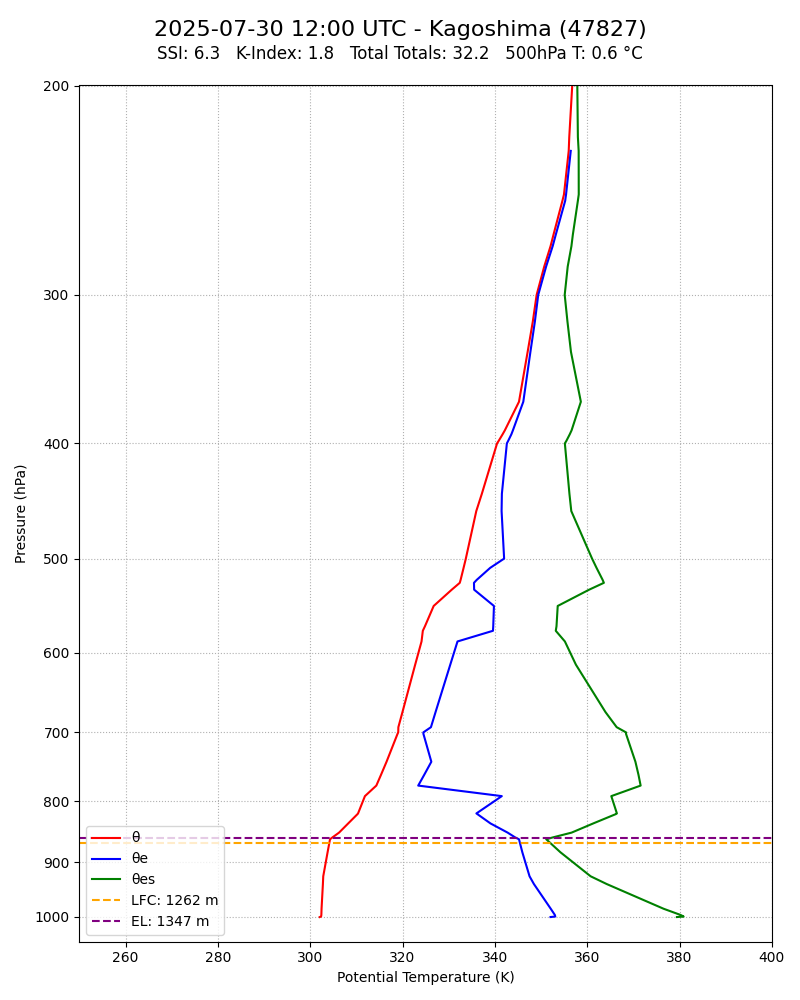 2025-07-30 12:00 UTC - Kagoshima (47827)
SSI: 6.3   K-Index: 1.8   Total Totals: 32.2   500hPa T: 0.6 °C
Pressure (hPa)
200
300
400
500
600
700
800
900
1000
θ
θe
θes
LFC: 1262 m
EL: 1347 m
260 280 300 320 340 360 380 400
Potential Temperature (K)